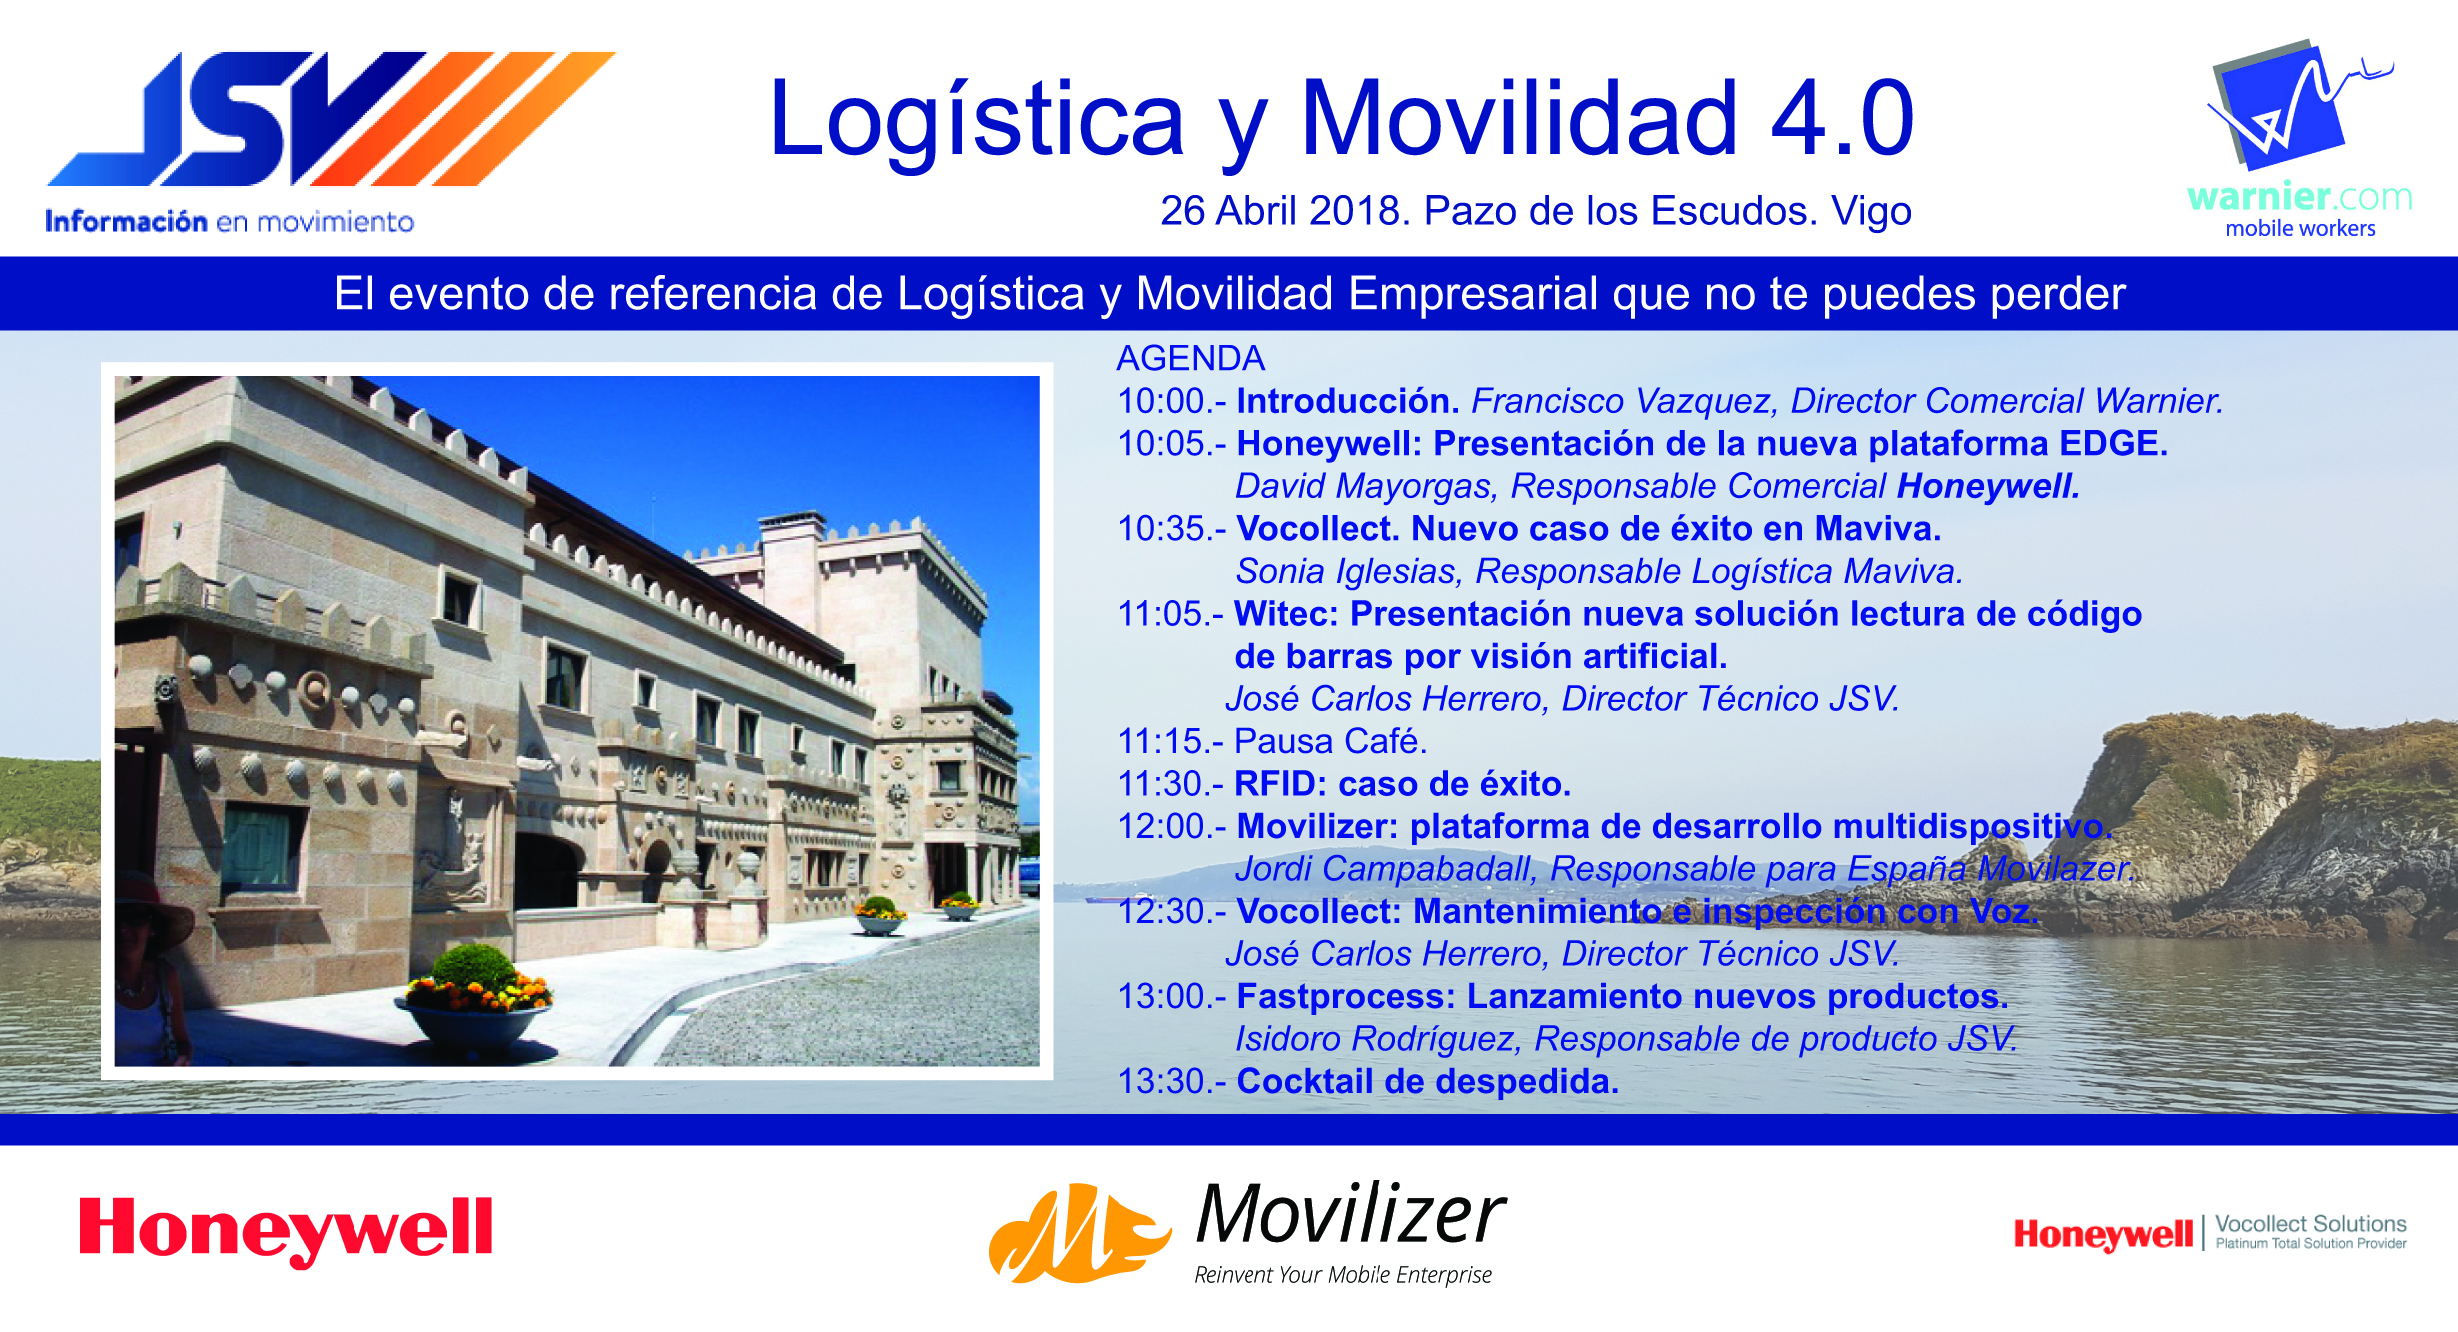 JSV
Información en movimiento
Logística y Movilidad 4.0
26 Abril 2018. Pazo de los Escudos. Vigo
warnier.com
mobile workers
El evento de referencia de Logística y Movilidad Empresarial que no te puedes perder
AGENDA
10:00.- Introducción. Francisco Vazquez, Director Comercial Warnier.
10:05.- Honeywell: Presentación de la nueva plataforma EDGE.
David Mayorgas, Responsable Comercial Honeywell.
10:35.- Vocollect. Nuevo caso de éxito en Maviva.
Sonia Iglesias, Responsable Logística Maviva.
11:05.- Witec: Presentación nueva solución lectura de código
de barras por visión artificial.
José Carlos Herrero, Director Técnico JSV.
11:15.- Pausa Café.
11:30.- RFID: caso de éxito.
12:00.- Movilizer: plataforma de desarrollo multidispositivo.
Jordi Campabadall, Responsable para España Movilazer.
12:30.- Vocollect: Mantenimiento e inspección con Voz.
José Carlos Herrero, Director Técnico JSV.
13:00.- Fastprocess: Lanzamiento nuevos productos.
Isidoro Rodríguez, Responsable de producto JSV.
13:30.- Cocktail de despedida.
Honeywell
Movilizer
Reinvent Your Mobile Enterprise
Honeywell | Vocollect Solutions
Platinum Total Solution Provider